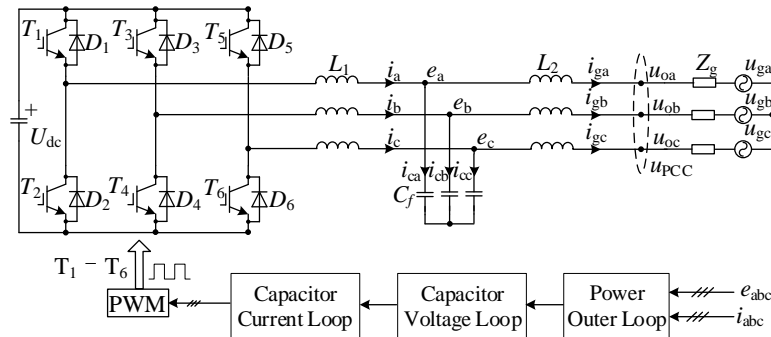 T1 D1 T3 D3 T5 D5
L1 ia ea L2 iga uoa Zg uga
ib eb igb uob ugb
+ Udc
ic ec igc uoc ugc
T2 D2 T4 D4 T6 D6
ica icb icc uPCC
Cf
T1 − T6
PWM
Capacitor
Current Loop
Capacitor
Voltage Loop
Power
Outer Loop
eabc
iabc